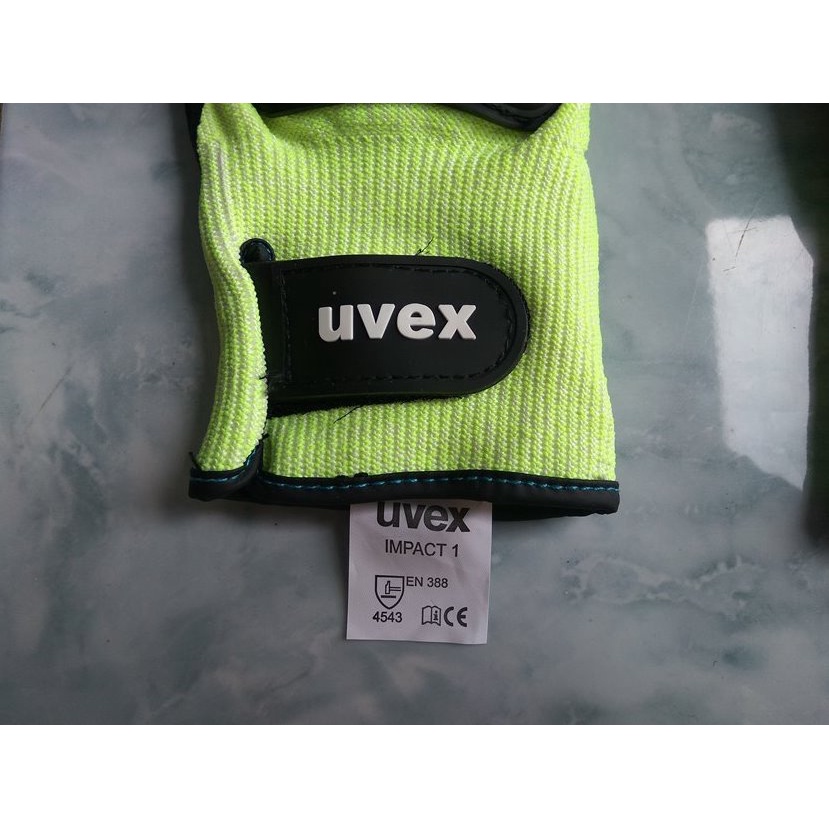 uvex
uvex
IMPACT 1
EN 388
4543 CE